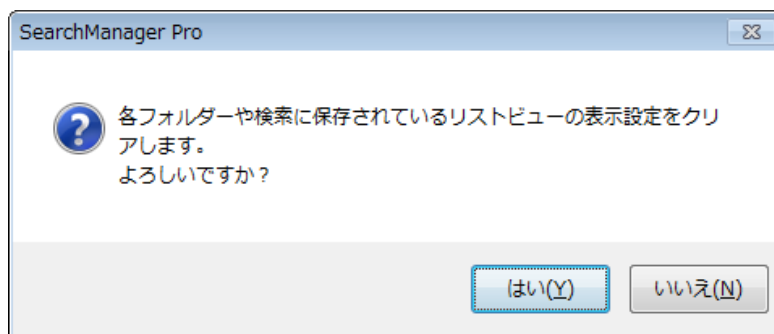 SearchManager Pro
各フォルダーや検索に保存されているリストビューの表示設定をクリ
アします。
よろしいですか？
はい(Y) いいえ(N)